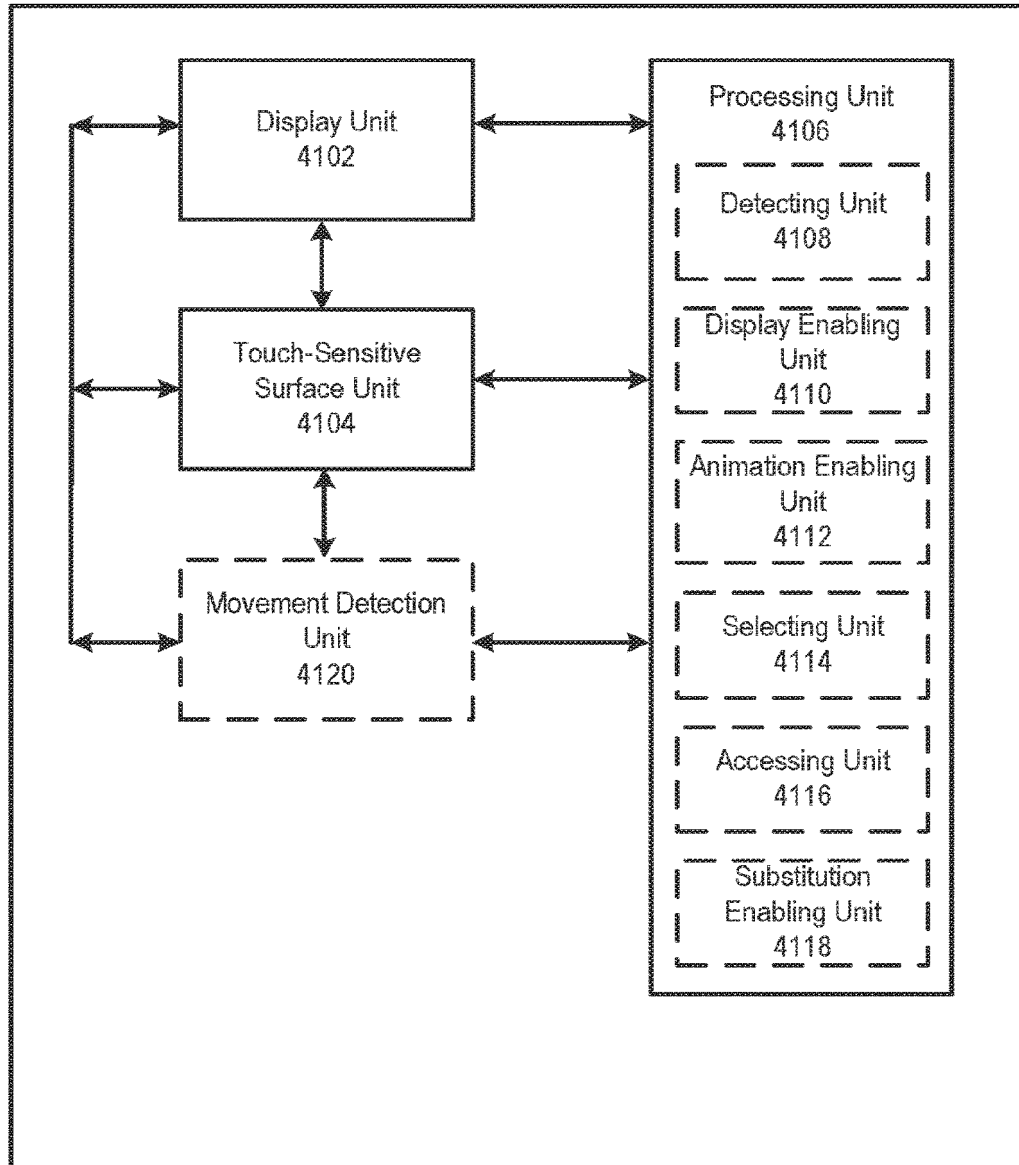 Display Unit
4102
Touch-Sensitive
Surface Unit
4104
Movement Detection
Unit
4120
Processing Unit
4106
Detecting Unit
4108
Display Enabling
Unit
4110
Animation Enabling
Unit
4112
Selecting Unit
4114
Accessing Unit
4116
Substitution
Enabling Unit
4118